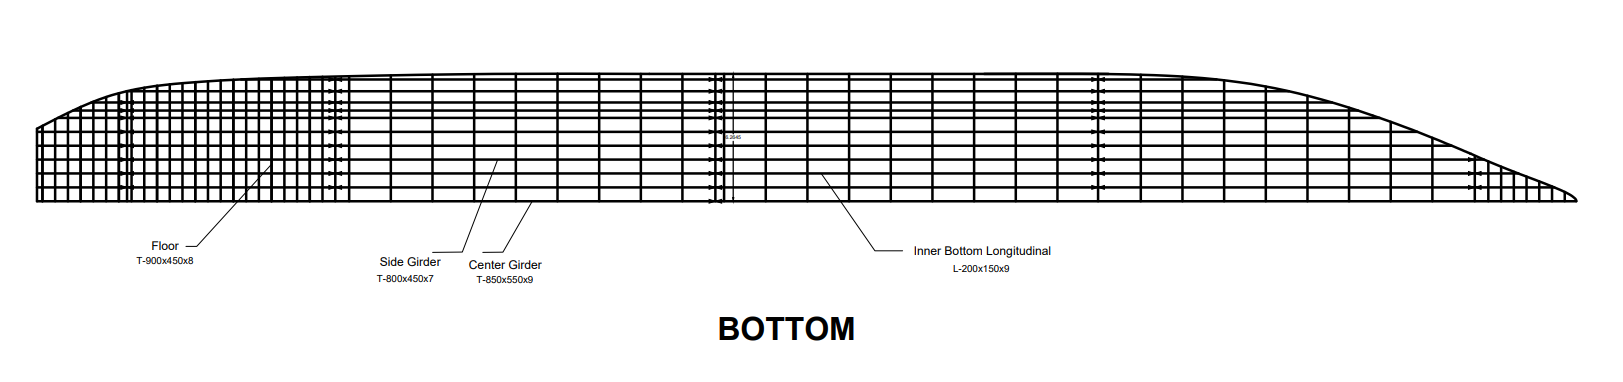 Floor
T-900x450x8
Side Girder
T-800x450x7
Center Girder
T-850x550x9
Inner Bottom Longitudinal
L-200x150x9
BOTTOM